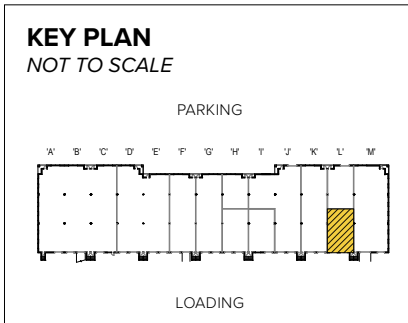 KEY PLAN
NOT TO SCALE
PARKING
'A' 'B' 'C' 'D' 'E' 'F' 'G' 'H' 'I' 'J' 'K' 'L' 'M'
LOADING